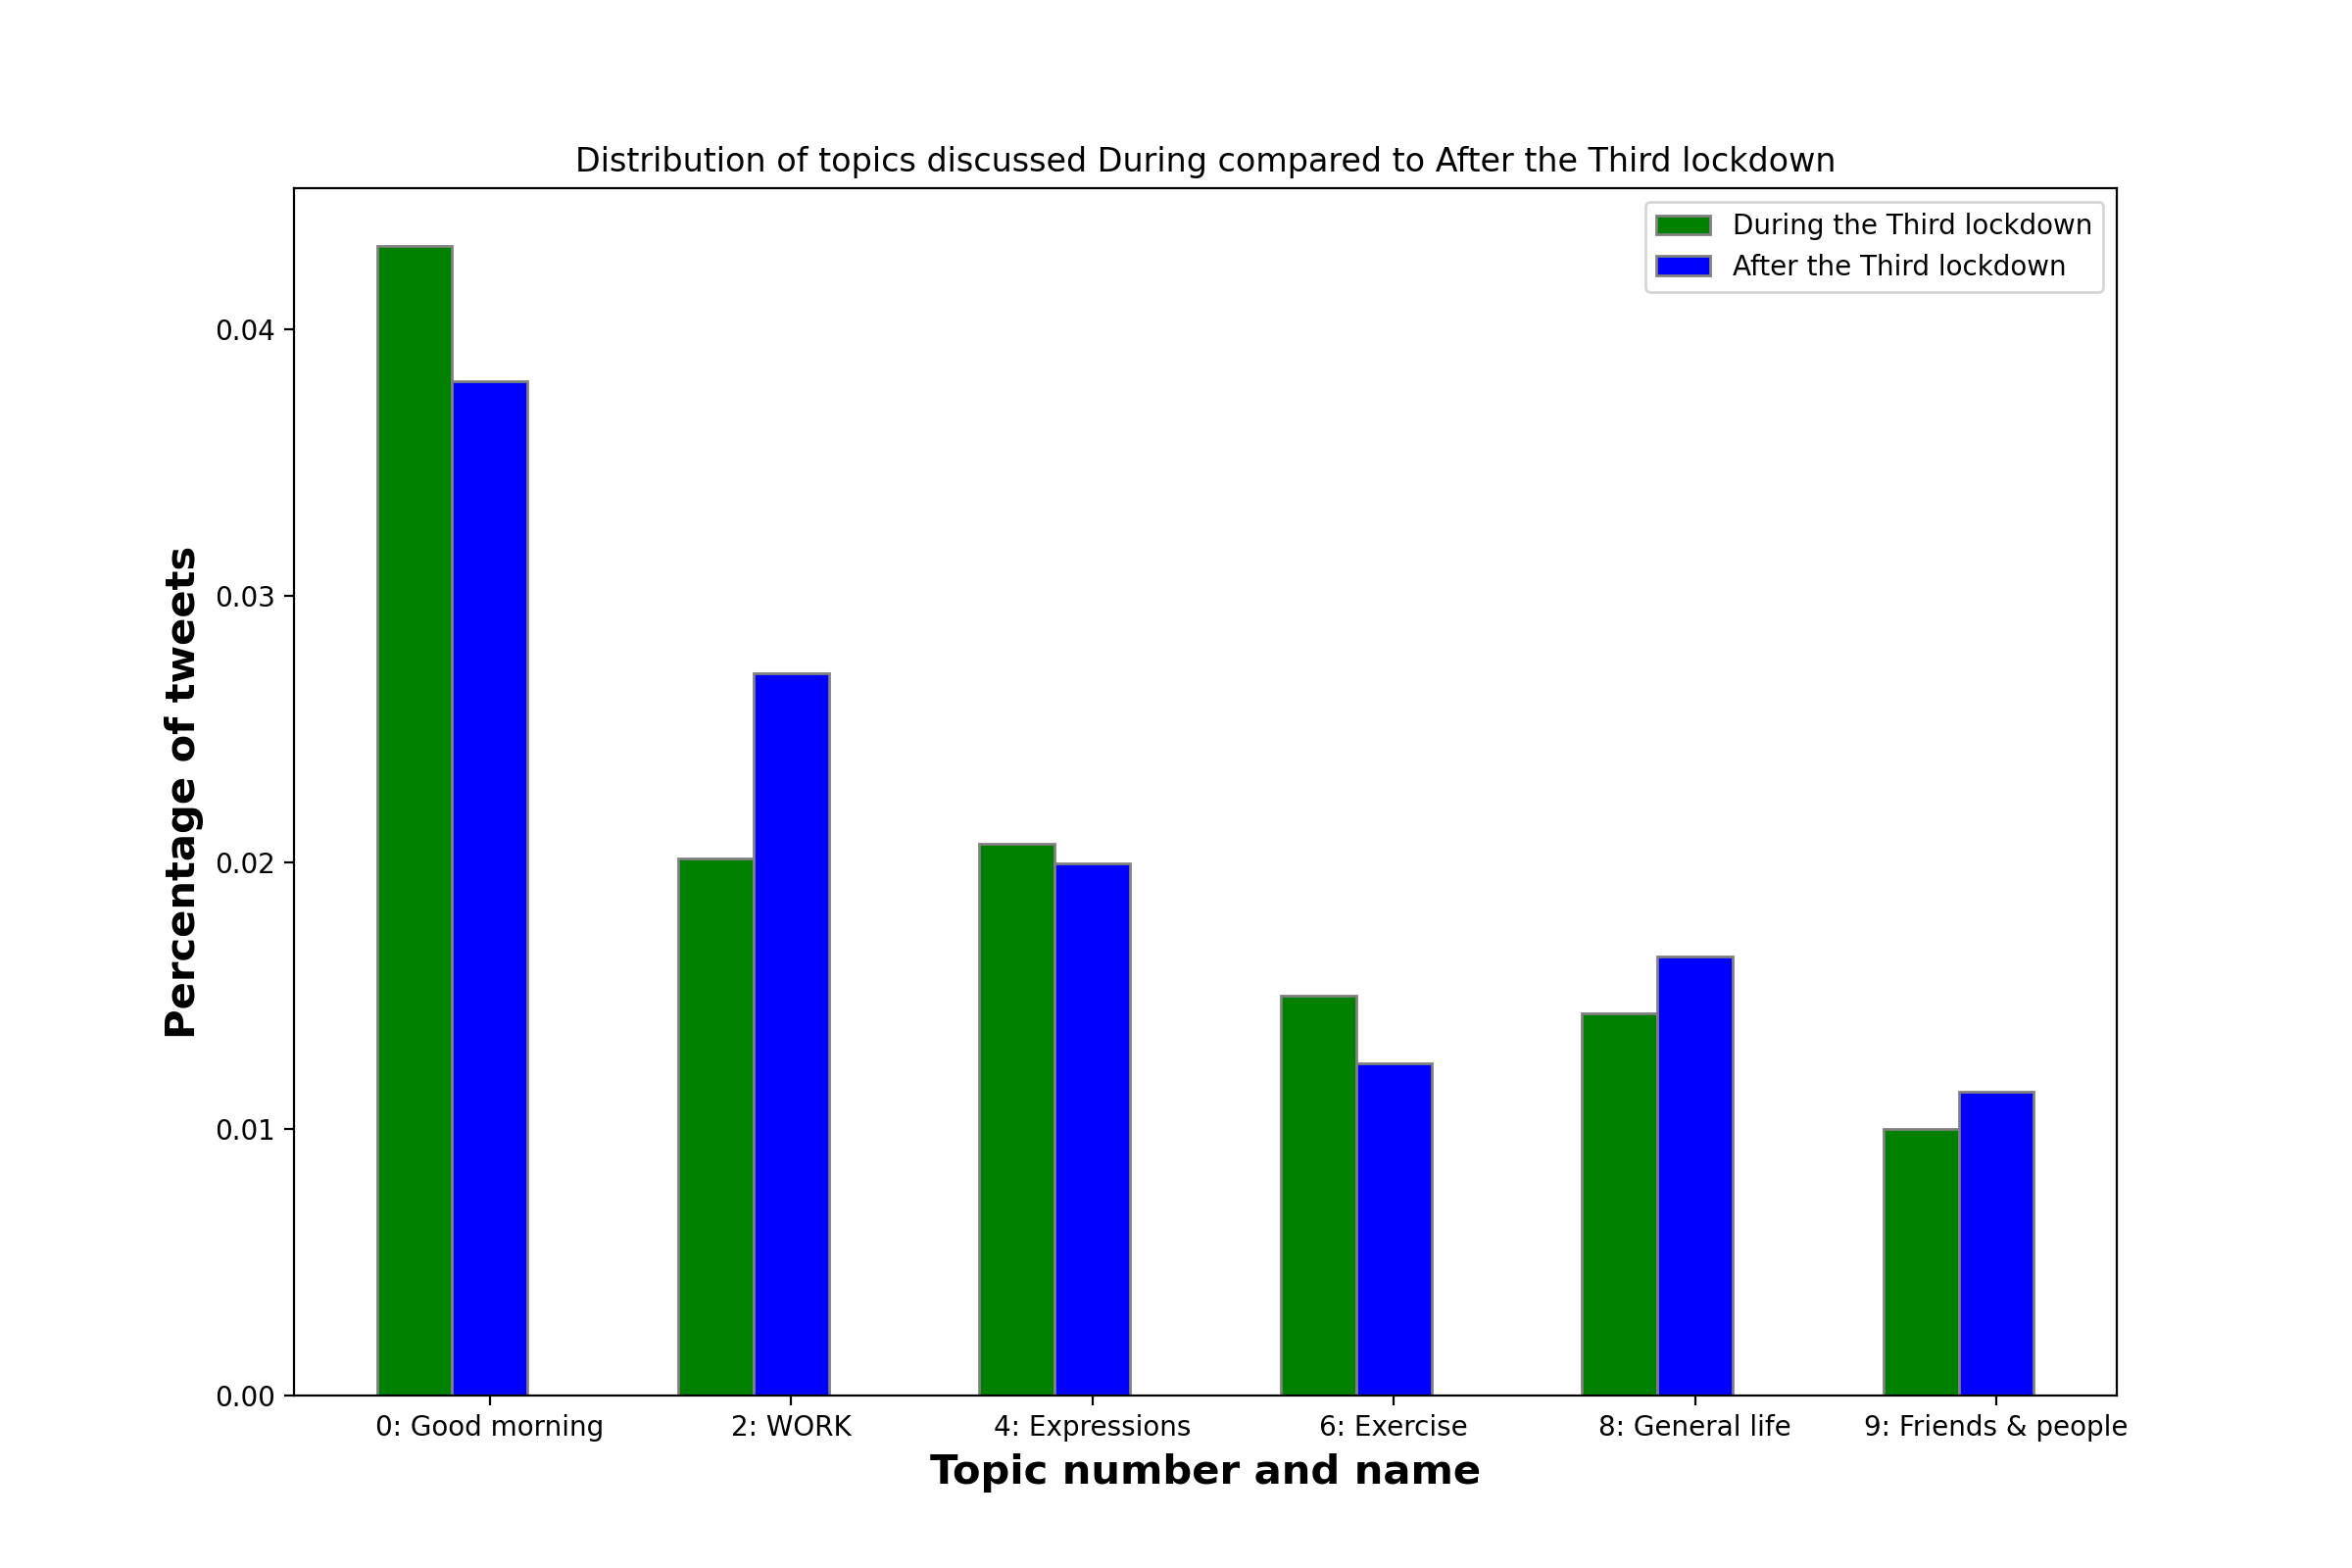 Distribution of topics discussed During compared to After the Third lockdown
During the Third lockdown
After the Third lockdown
Percentage of tweets
0.04
0.03
0.02
0.01
0.00
0: Good morning 2: WORK 4: Expressions 6: Exercise 8: General life 9: Friends & people
Topic number and name